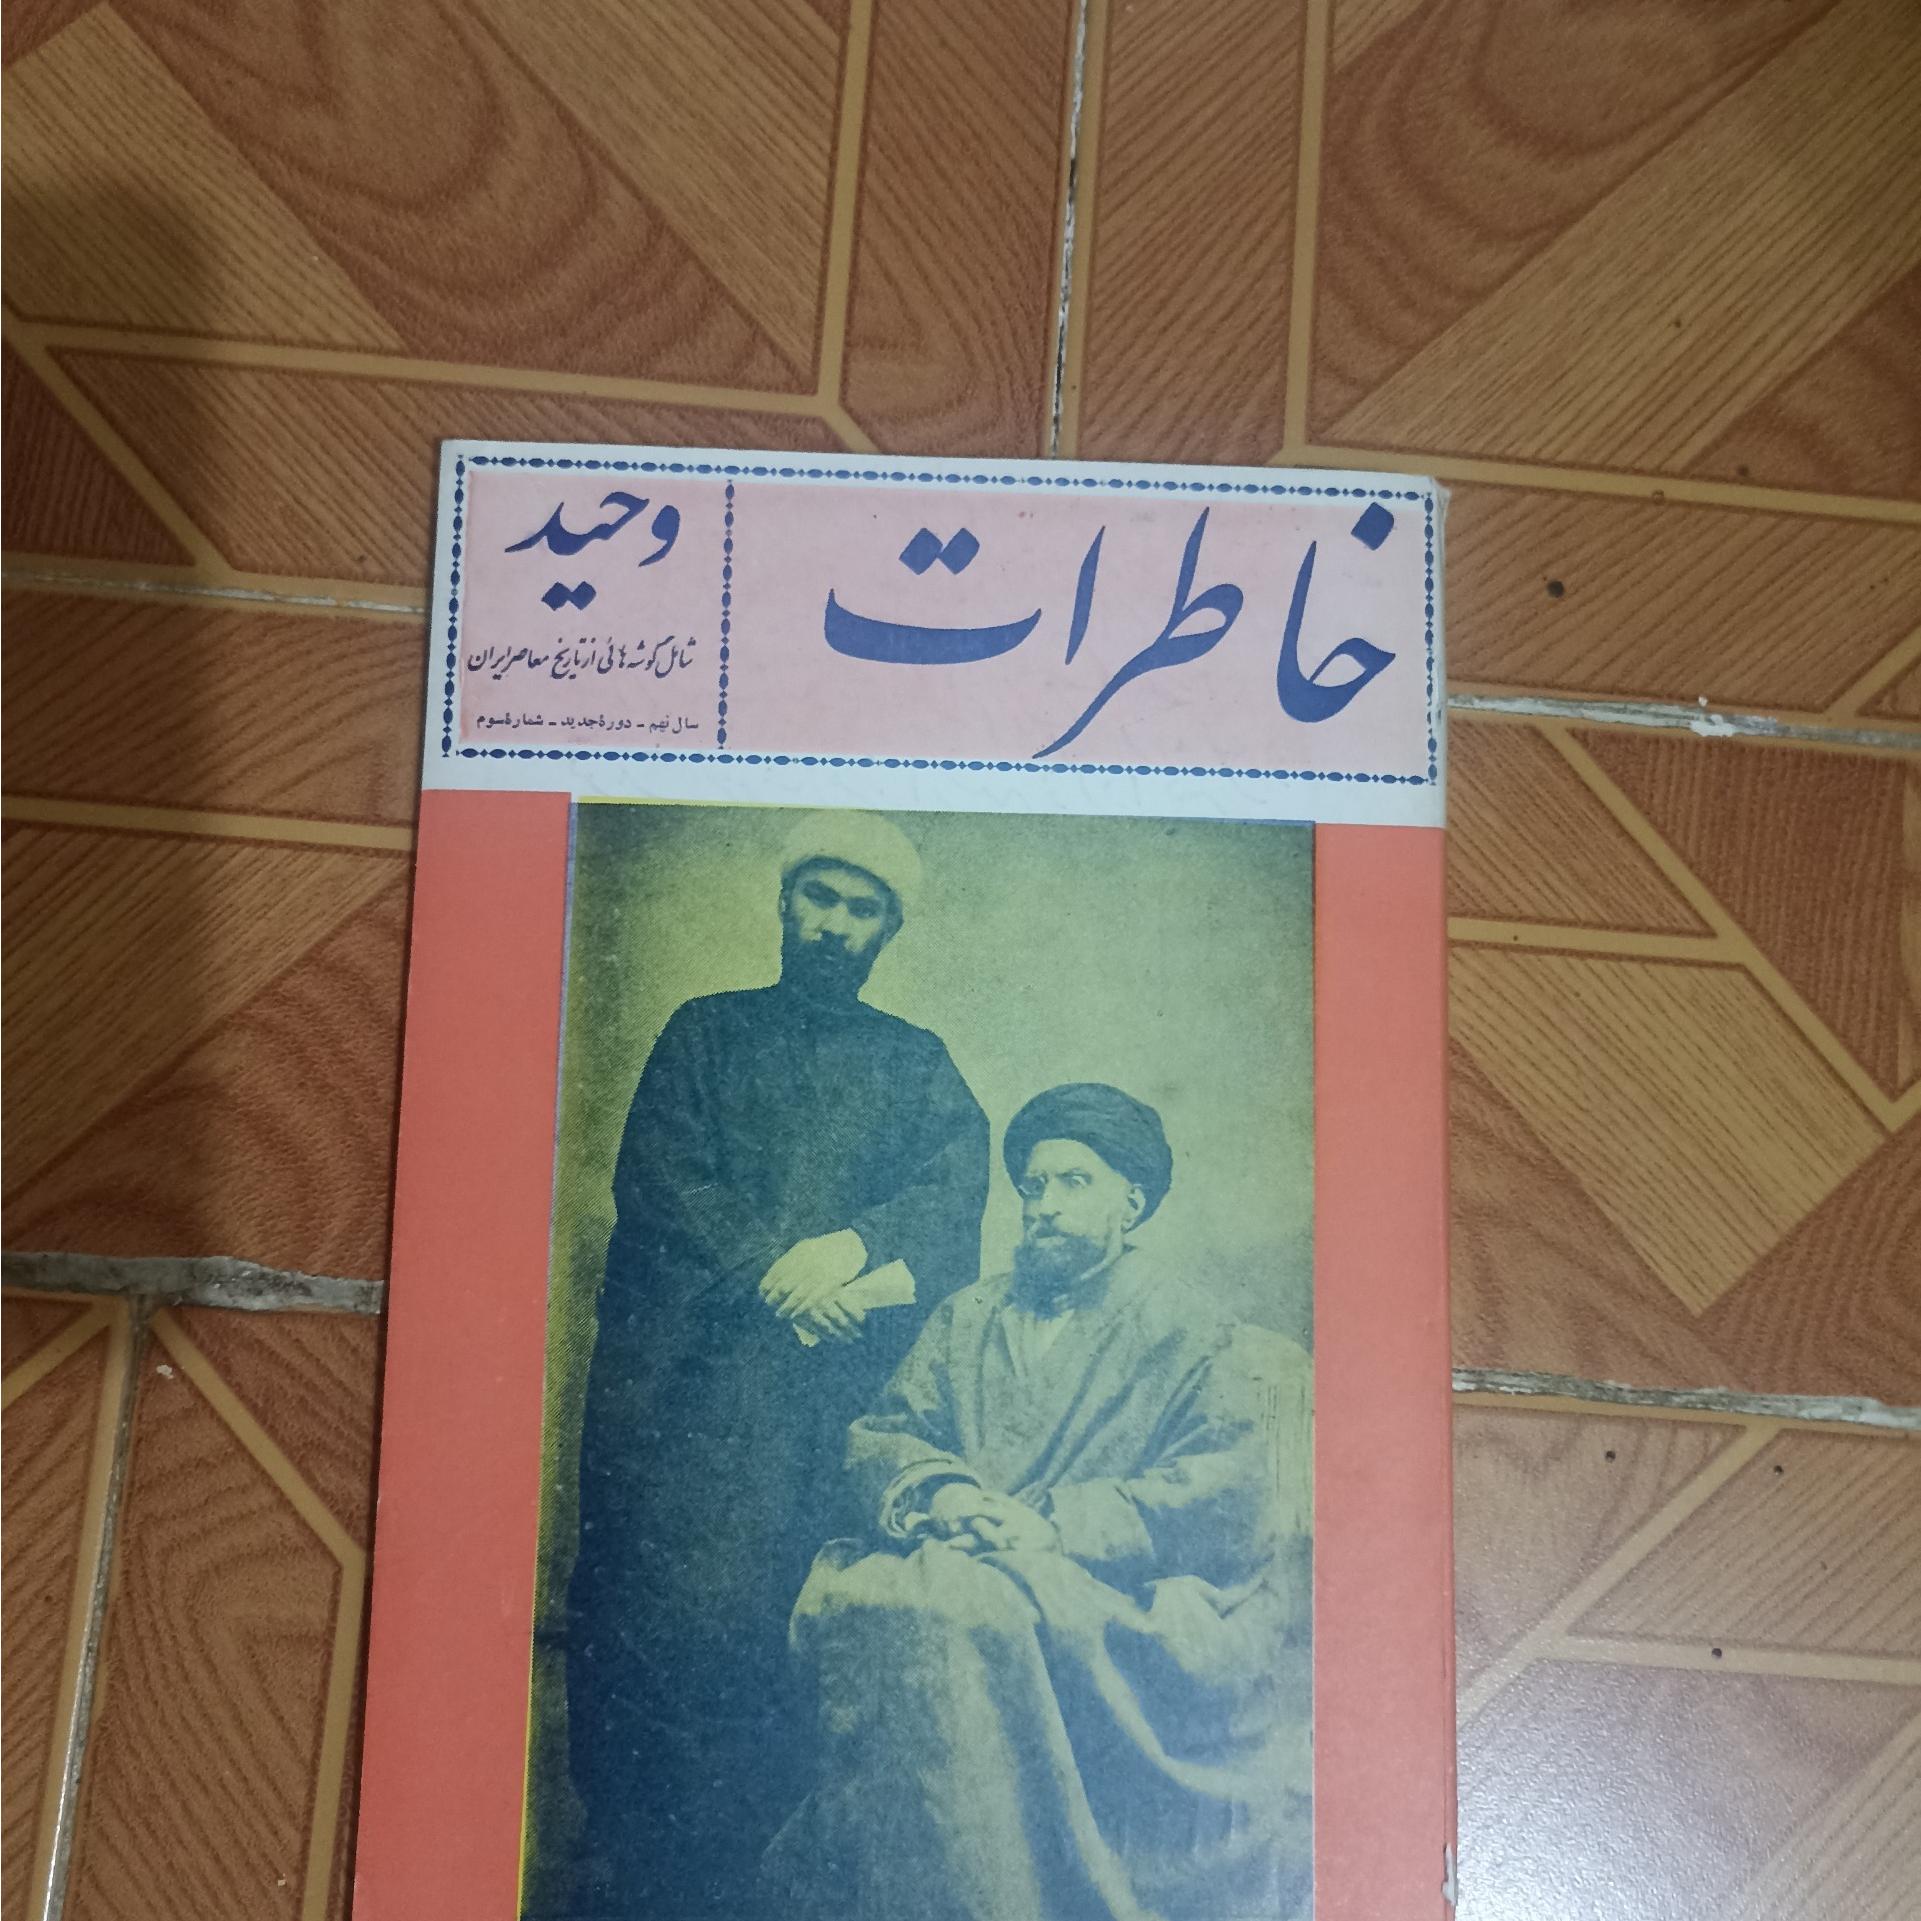 خاطرات
وحید
شامل گوشه‌هائی از تاریخ معاصر ایران
سال نهم - دورهٔ جدید - شمارهٔ سوم